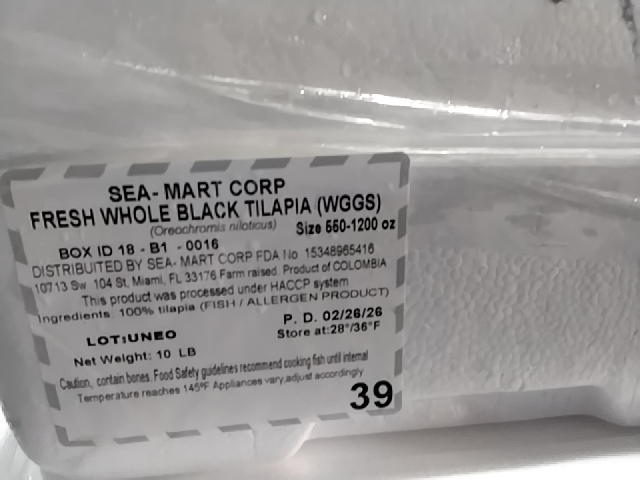 SEA- MART CORP
FRESH WHOLE BLACK TILAPIA (WGGS)
(Oreochromis niloticus) Size 550-1200 oz
BOX ID 18 - B1 - 0016
DISTRIBUITED BY SEA- MART CORP FDA No 15348965416
10713 Sw 104 St, Miami, FL 33176 Farm raised. Product of COLOMBIA
This product was processed under HACCP system
Ingredients: 100% tilapia (FISH / ALLERGEN PRODUCT)
P. D. 02/26/26
LOT:UNEO
Store at:28°/36°F
Net Weight: 10 LB
Caution, contain bones. Food Safety guidelines recommend cooking fish until internal
Temperature reaches 145°F Appliances vary,adjust accordingly
39